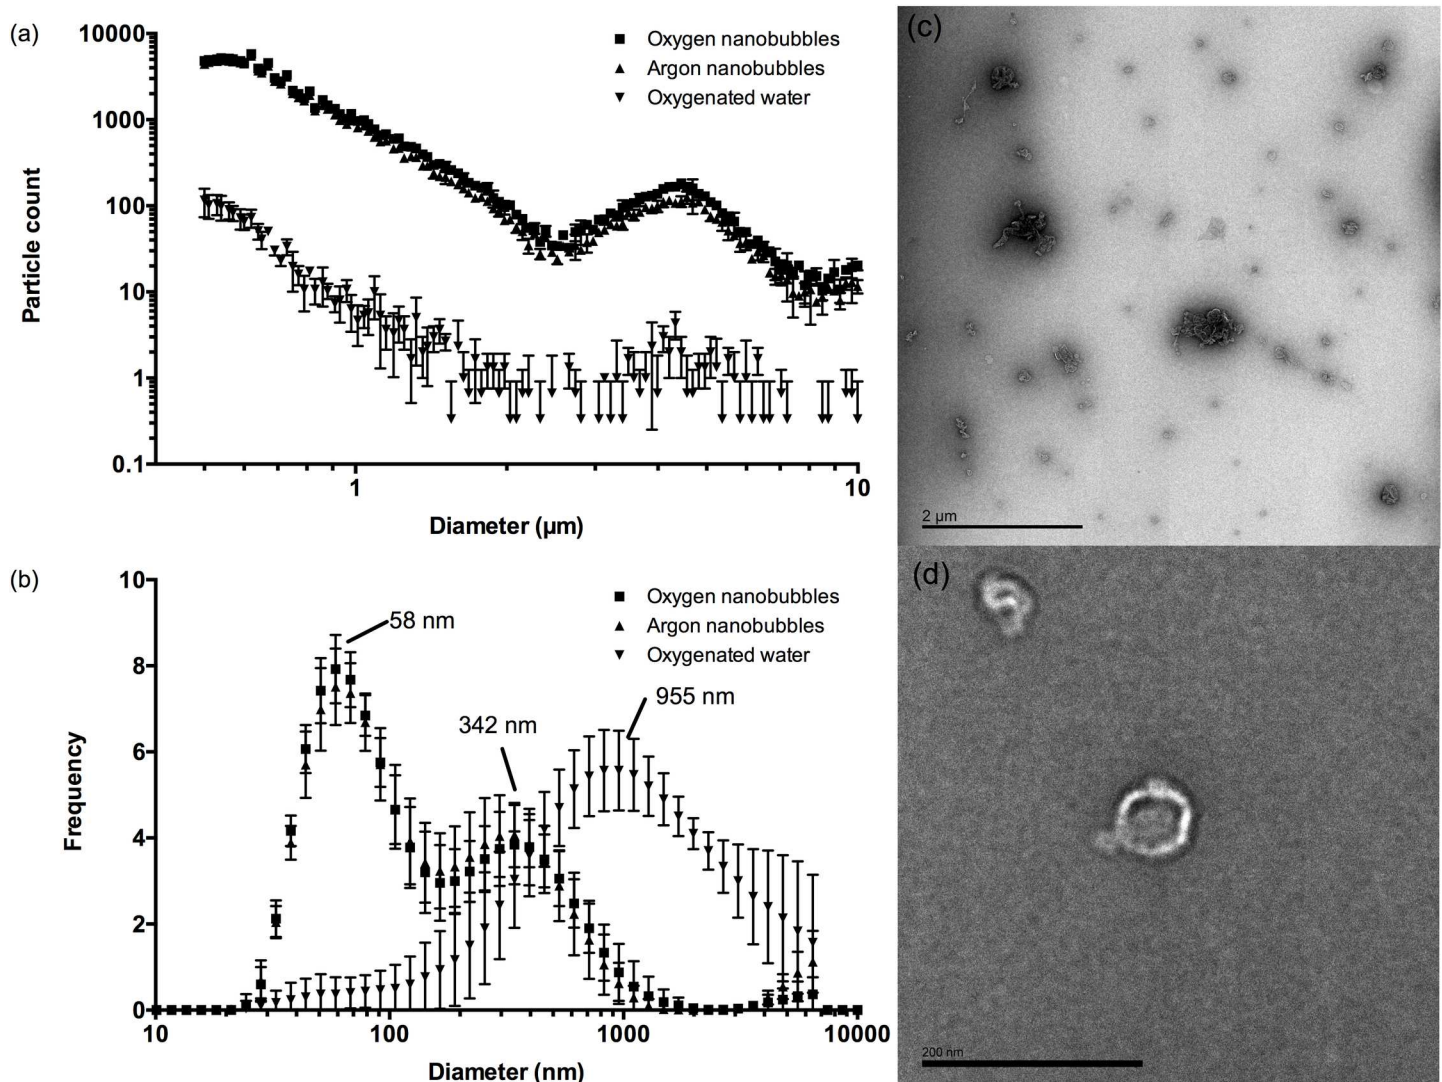 (a)
10000
1000
100
10
1
0.1
Particle count
1
10
Diameter (µm)
Oxygen nanobubbles
Argon nanobubbles
Oxygenated water
(b)
10
8
6
4
2
0
Frequency
10
100
1000
10000
Diameter (nm)
58 nm
342 nm
955 nm
Oxygen nanobubbles
Argon nanobubbles
Oxygenated water
(c)
2 µm
(d)
200 nm